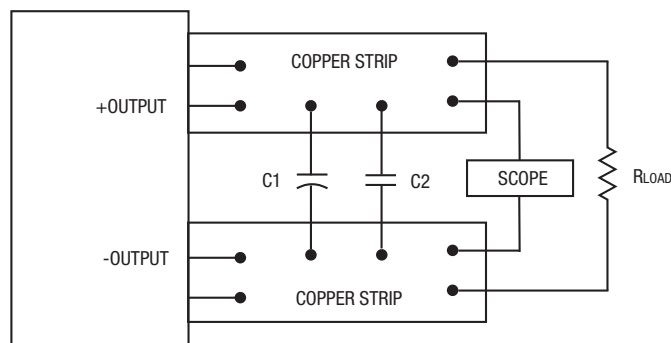 COPPER STRIP
+OUTPUT
C1
C2
SCOPE
RLOAD
-OUTPUT
COPPER STRIP